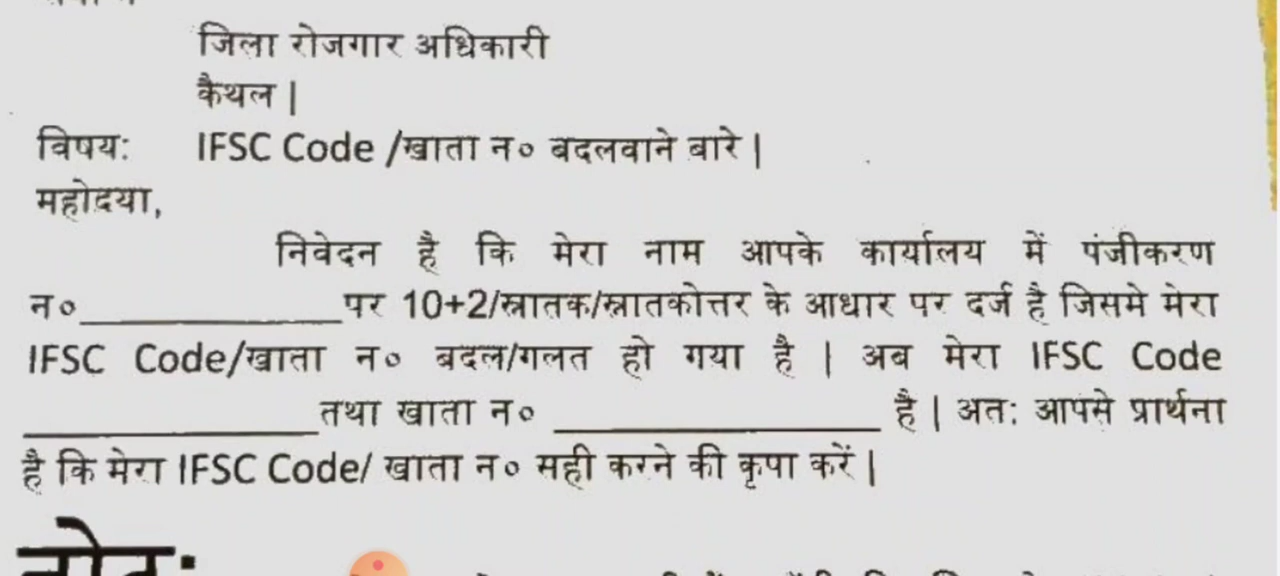 जिला रोजगार अधिकारी
कैथल |
विषय: IFSC Code /खाता न० बदलवाने बारे |
महोदया,
निवेदन है कि मेरा नाम आपके कार्यालय में पंजीकरण
न०____________पर 10+2/स्नातक/स्नातकोत्तर के आधार पर दर्ज है जिसमे मेरा
IFSC Code/खाता न० बदल/गलत हो गया है | अब मेरा IFSC Code
______________तथा खाता न० _______________ है | अत: आपसे प्रार्थना
है कि मेरा IFSC Code/ खाता न० सही करने की कृपा करें |
नोट: